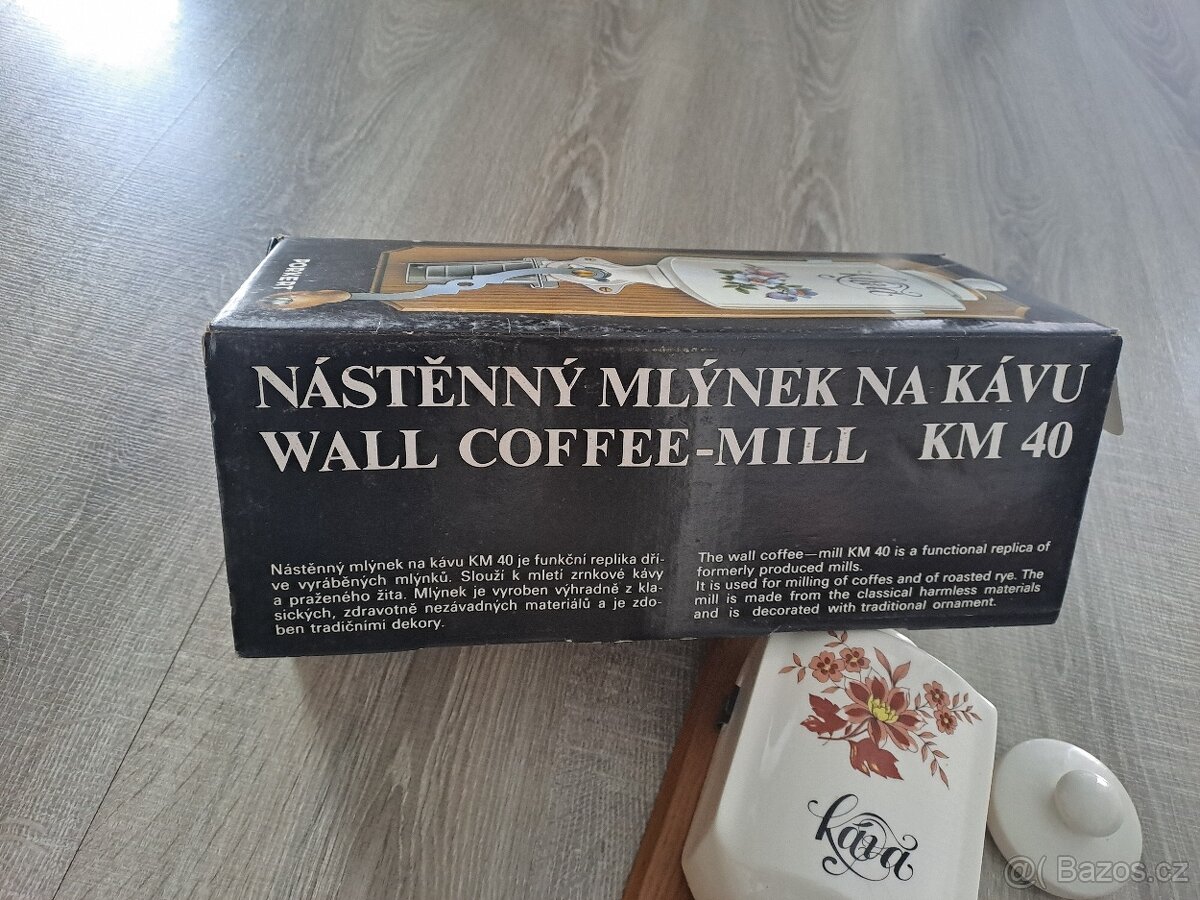 PORKERT
Káva
NÁSTĚNNÝ MLÝNEK NA KÁVU
WALL COFFEE-MILL KM 40
Nástěnný mlýnek na kávu KM 40 je funkční replika dří-
ve vyráběných mlýnků. Slouží k mletí zrnkové kávy
a praženého žita. Mlýnek je vyroben výhradně z kla-
sických, zdravotně nezávadných materiálů a je zdo-
ben tradičními dekory.
The wall coffee—mill KM 40 is a functional replica of
formerly produced mills.
It is used for milling of coffes and of roasted rye. The
mill is made from the classical harmless materials
and is decorated with traditional ornament.
káva
@( Bazos.cz